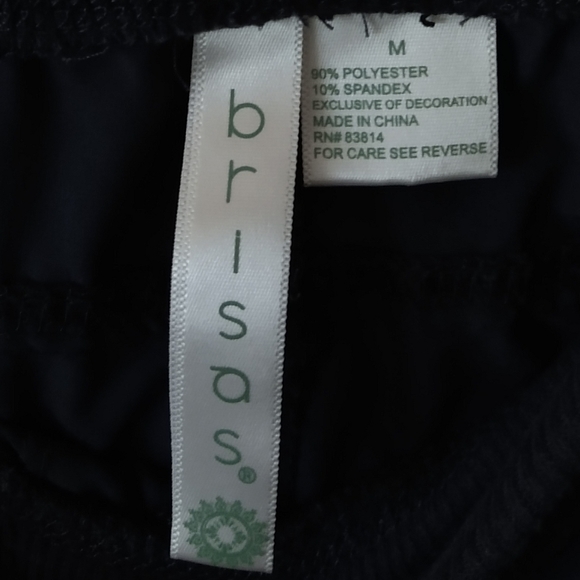 brisas®
M
90% POLYESTER
10% SPANDEX
EXCLUSIVE OF DECORATION
MADE IN CHINA
RN# 83814
FOR CARE SEE REVERSE